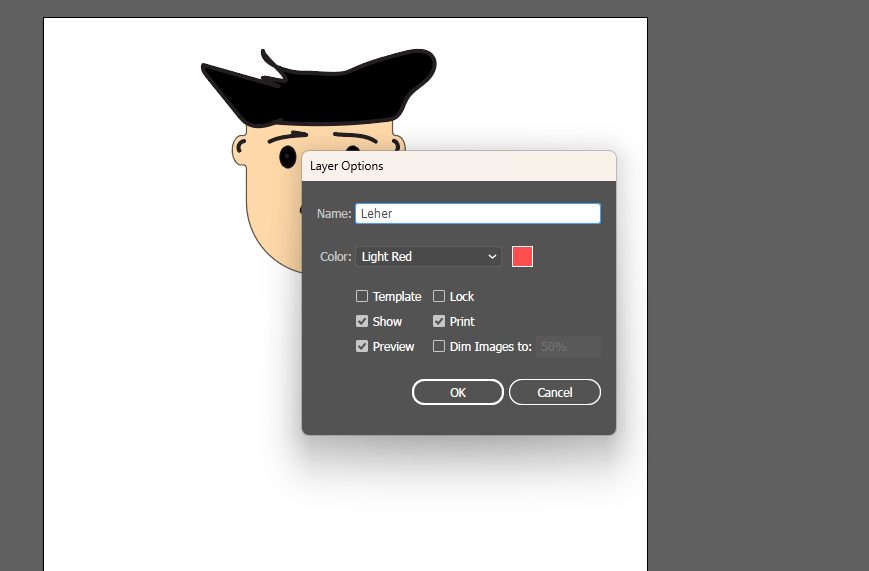 Layer Options
Name: Leher
Color: Light Red
Template Lock
Show Print
Preview Dim Images to: 50%
OK Cancel